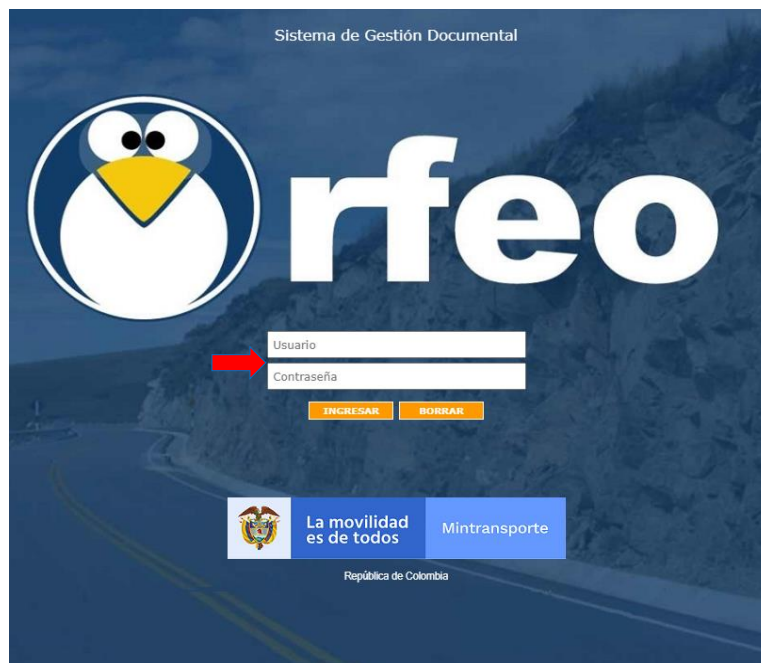 Sistema de Gestión Documental
rfeo
Usuario
Contraseña
INGRESAR BORRAR
La movilidad
es de todos
Mintransporte
República de Colombia